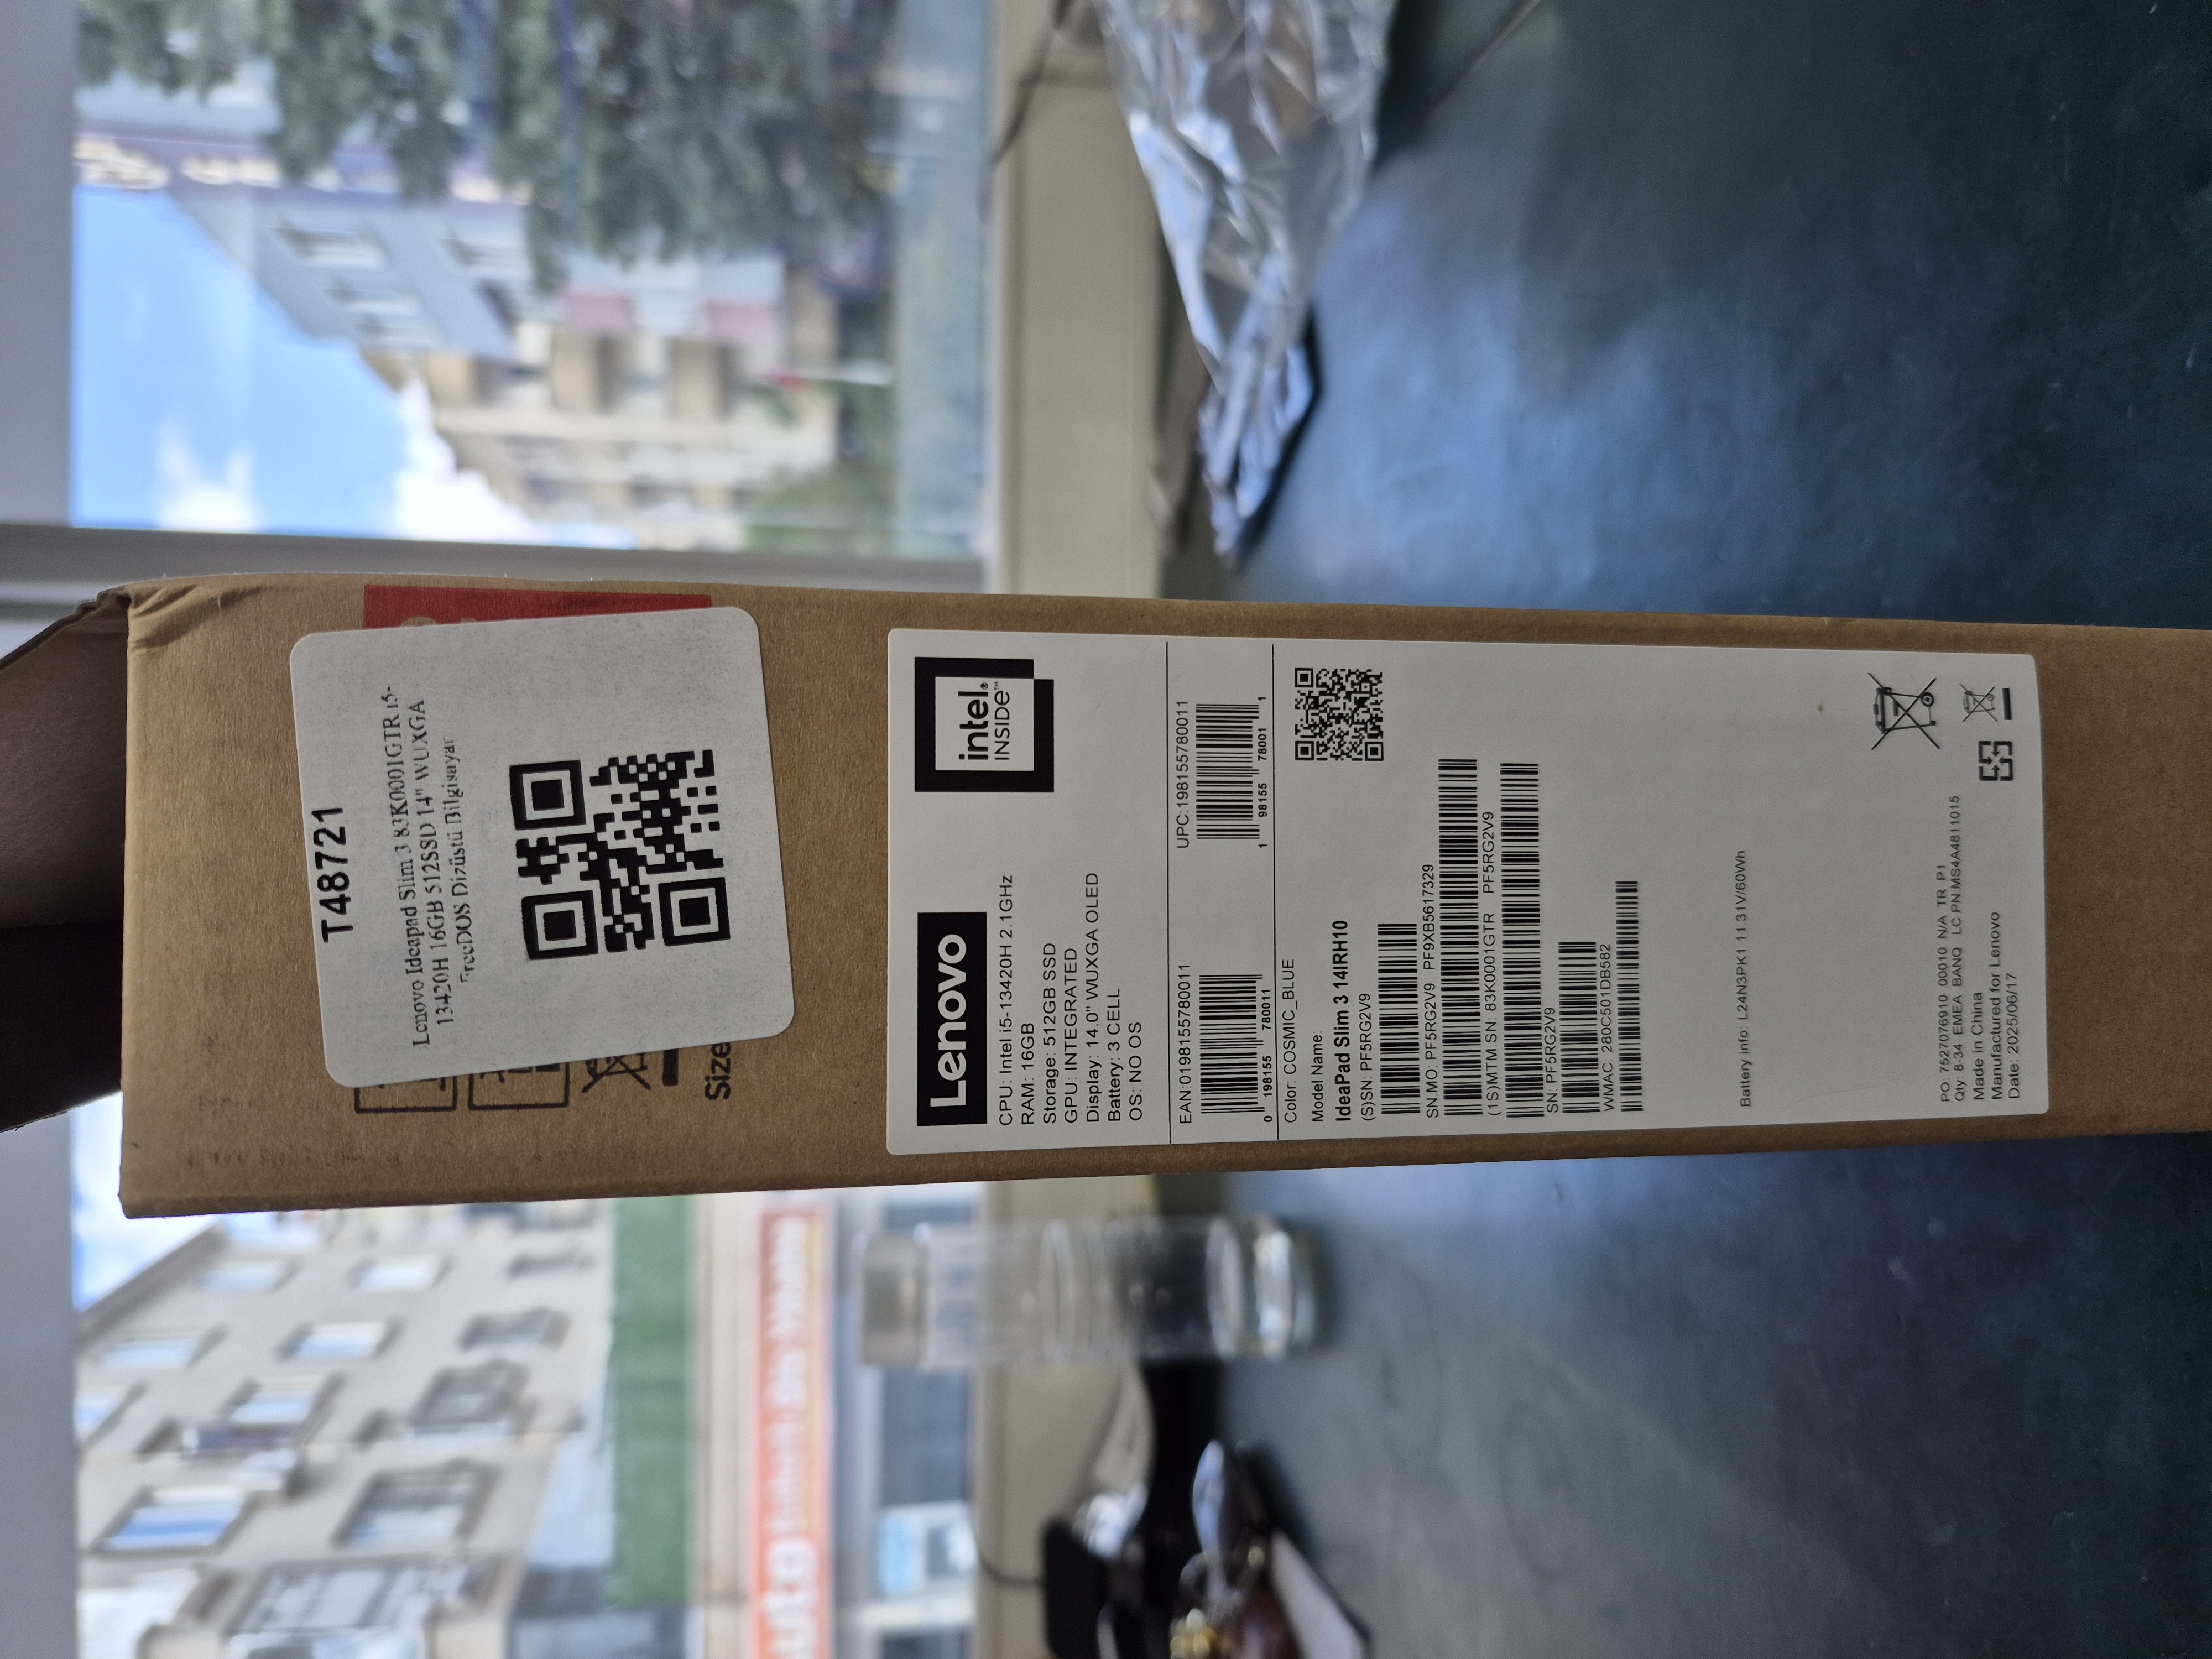 T48721
Lenovo Ideapad Slim 3 83K0001GTR i5-
13420H 16GB 512SSD 14" WUXGA
FreeDOS Dizüstü Bilgisayar
Size
Lenovo
intel®
INSIDE™
CPU: Intel i5-13420H 2.1GHz
RAM: 16GB
Storage: 512GB SSD
GPU: INTEGRATED
Display: 14.0" WUXGA OLED
Battery: 3 CELL
OS: NO OS
EAN:0198155780011
0 198155 780011
UPC:198155780011
1 98155 78001 1
Color: COSMIC_BLUE
Model Name:
IdeaPad Slim 3 14IRH10
(S)SN: PF5RG2V9
SN.MO: PF5RG2V9 PF9XB5617329
(1S)MTM.SN: 83K0001GTR PF5RG2V9
SN: PF5RG2V9
WMAC: 280C501DB582
Battery info: L24N3PK1 11.31V/60Wh
PO: 7527076910 00010 N/A TR P1
Qty: 8-34 EMEA BANQ LC PN MS4A4811015
Made in China
Manufactured for Lenovo
Date: 2025/06/17